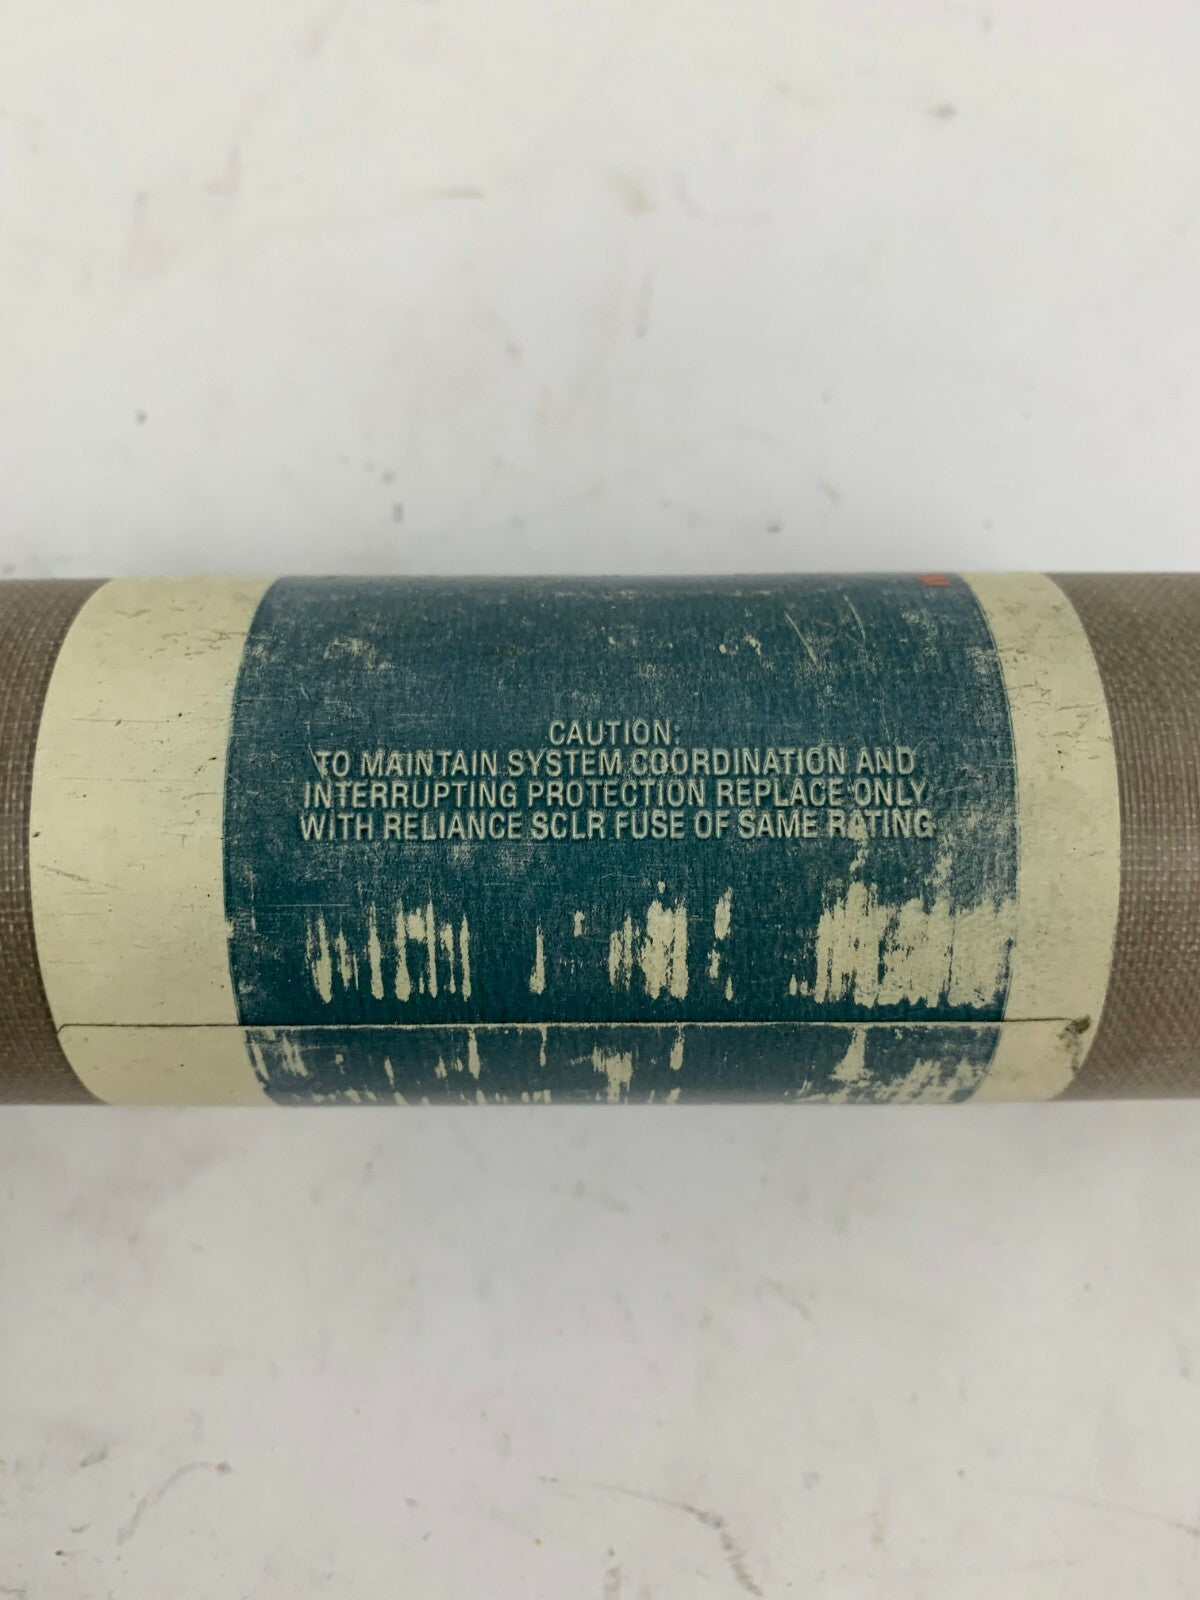 CAUTION:
TO MAINTAIN SYSTEM COORDINATION AND
INTERRUPTING PROTECTION REPLACE ONLY
WITH RELIANCE SCLR FUSE OF SAME RATING